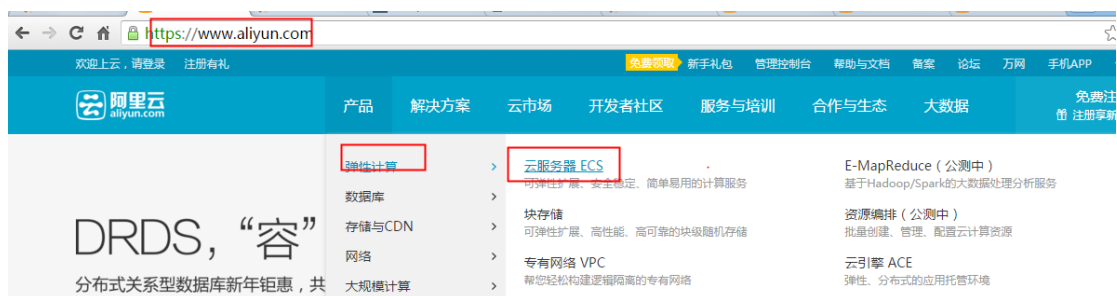 https://www.aliyun.com
欢迎上云，请登录 注册有礼 免费领取 新手礼包 管理控制台 帮助与文档 备案 论坛 万网 手机APP
阿里云
aliyun.com
产品 解决方案 云市场 开发者社区 服务与培训 合作与生态 大数据
免费注
注册享新
弹性计算 > 云服务器 ECS E-MapReduce（公测中）
可弹性扩展、安全稳定、简单易用的计算服务 基于Hadoop/Spark的大数据处理分析服务
数据库 >
块存储 资源编排（公测中）
存储与CDN >
可弹性扩展、高性能、高可靠的块级随机存储 批量创建、管理、配置云计算资源
DRDS，“容”
网络 >
专有网络 VPC 云引擎 ACE
帮您轻松构建逻辑隔离的专有网络 弹性、分布式的应用托管环境
分布式关系型数据库新年钜惠，共 大规模计算 >